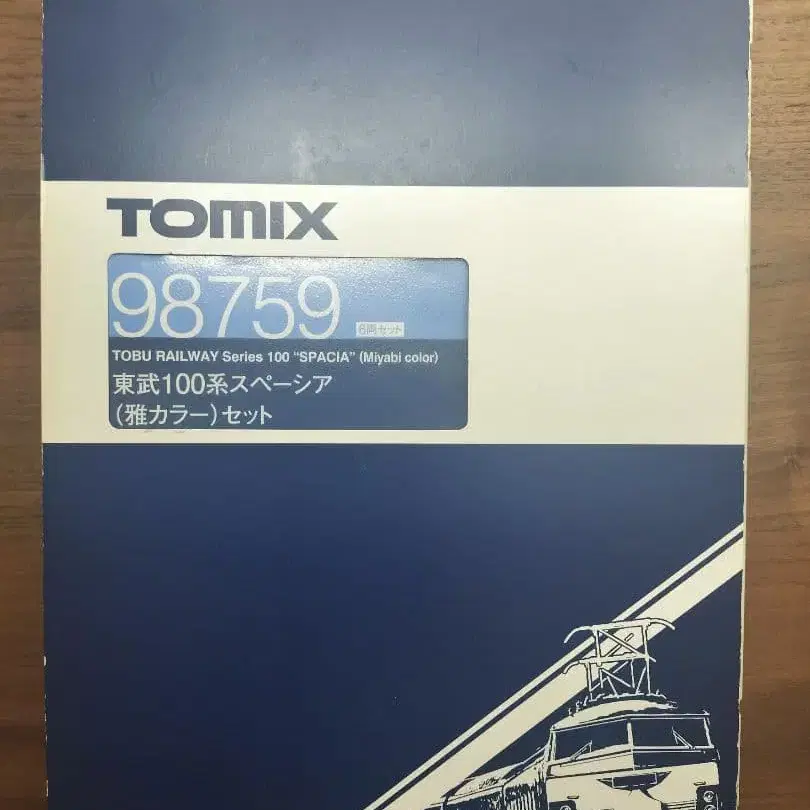 TOMIX
98759 6両セット
TOBU RAILWAY Series 100 "SPACIA" (Miyabi color)
東武100系スペーシア
(雅カラー)セット